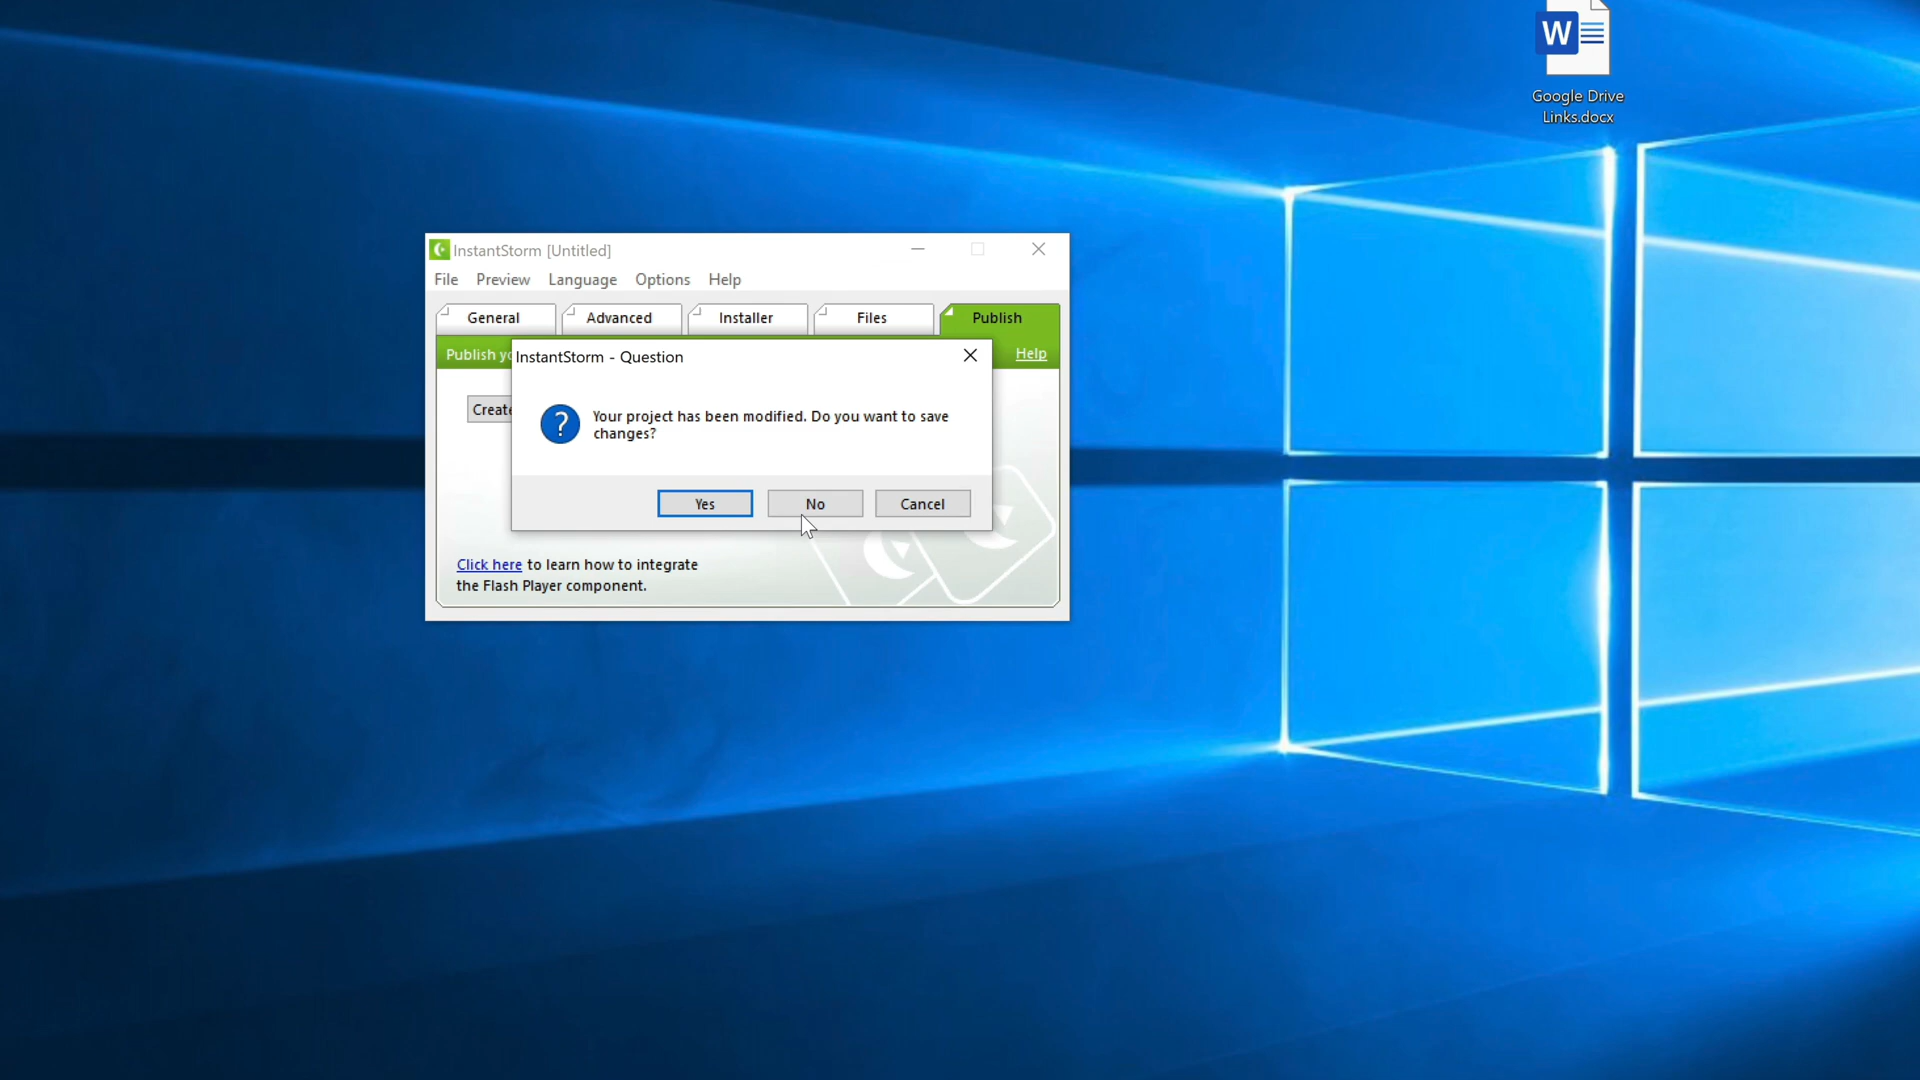 W
Google Drive
Links.docx
InstantStorm [Untitled]
File Preview Language Options Help
General Advanced Installer Files Publish
Publish yo
Help
InstantStorm - Question
Create
?
Your project has been modified. Do you want to save
changes?
Yes No Cancel
Click here to learn how to integrate
the Flash Player component.